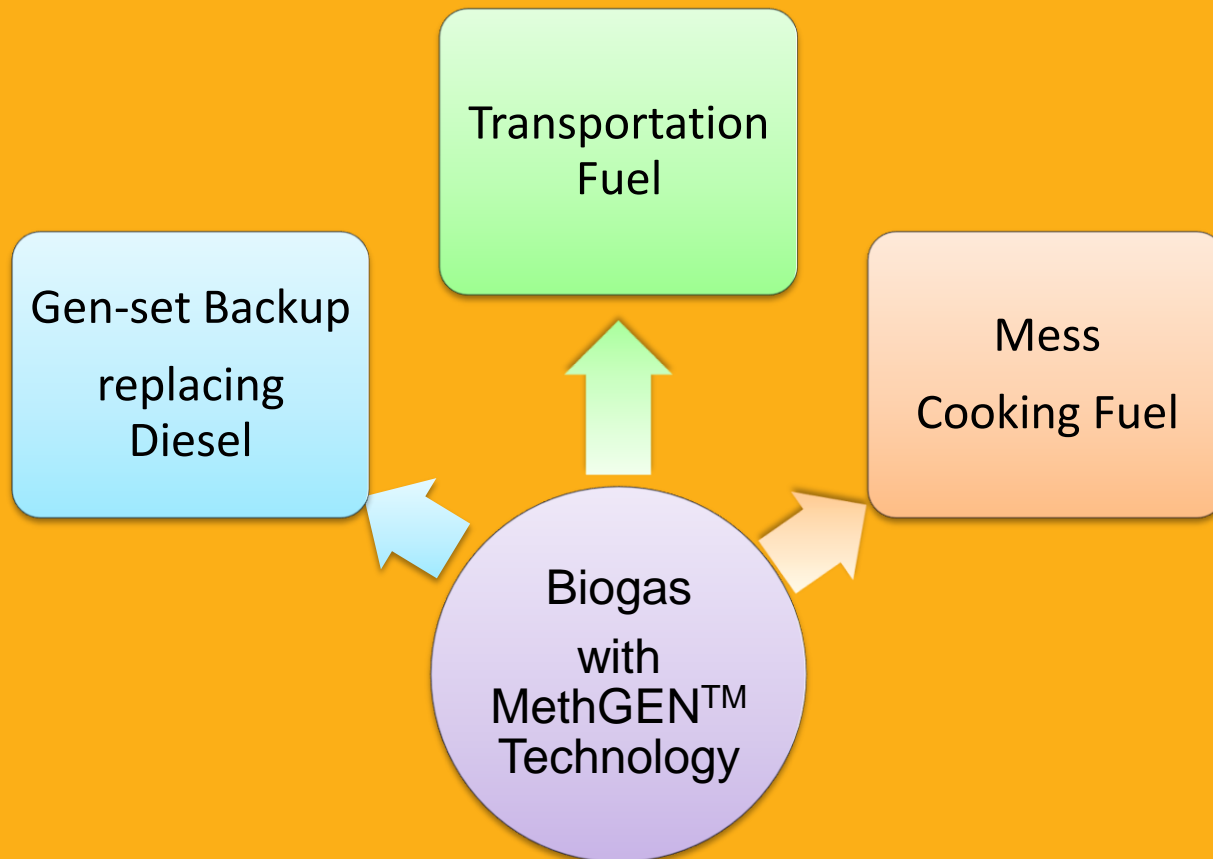 Transportation
Fuel
Gen-set Backup
replacing
Diesel
Mess
Cooking Fuel
Biogas
with
MethGEN™
Technology